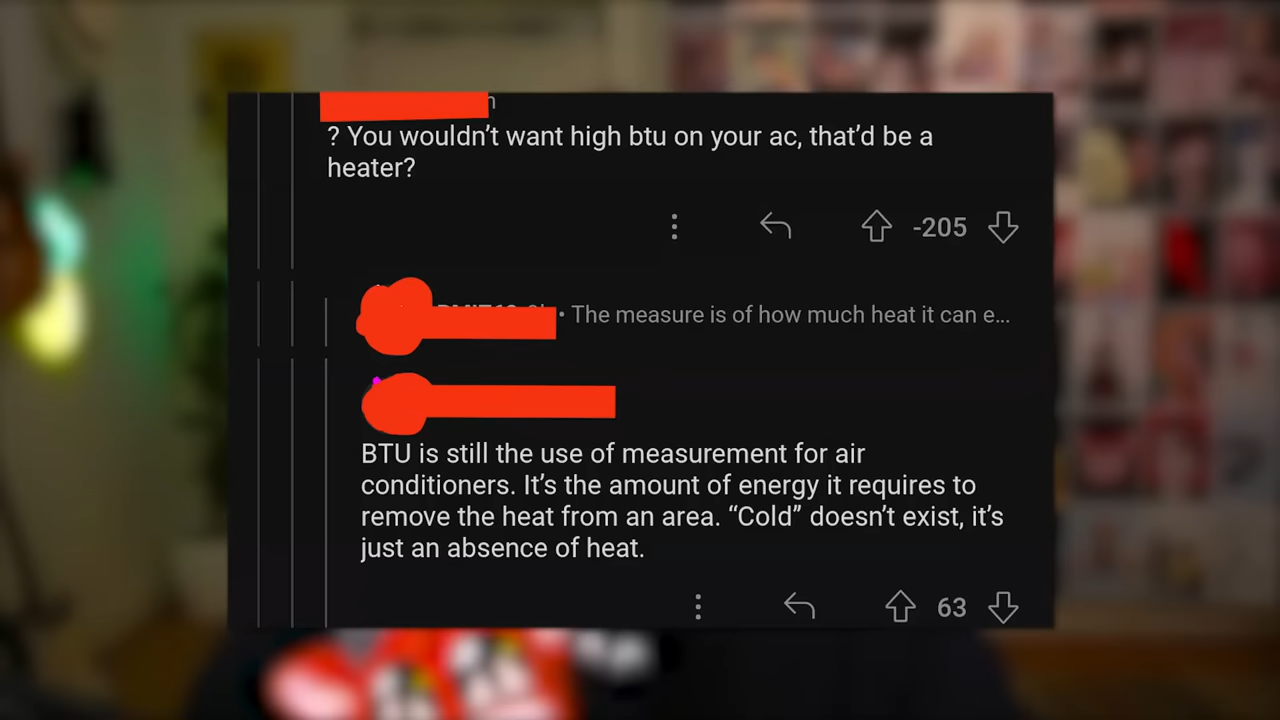 ? You wouldn’t want high btu on your ac, that’d be a
heater?
-205
• The measure is of how much heat it can e...
BTU is still the use of measurement for air
conditioners. It’s the amount of energy it requires to
remove the heat from an area. “Cold” doesn’t exist, it’s
just an absence of heat.
63